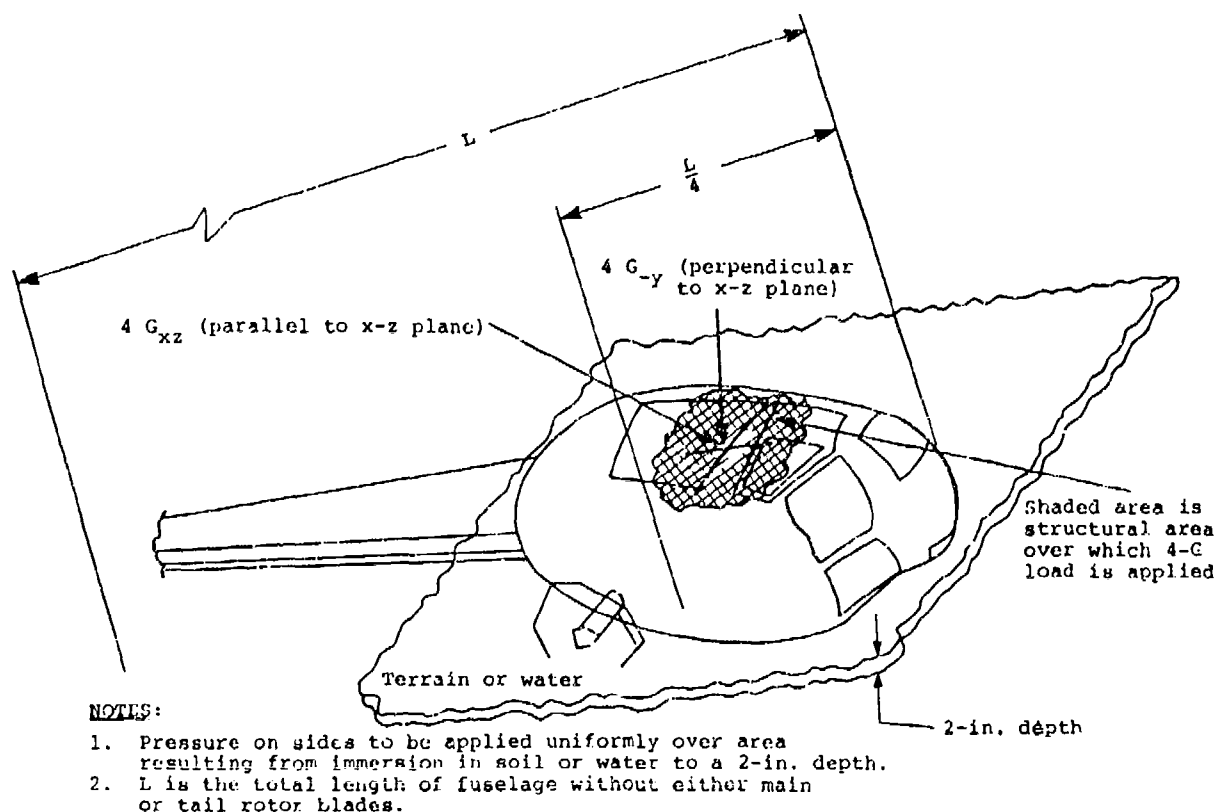 L
L
4
4 G-y (perpendicular
to x-z plane)
4 Gxz (parallel to x-z plane)
Shaded area is
structural area
over which 4-G
load is applied
Terrain or water
2-in. depth
NOTES:
1. Pressure on sides to be applied uniformly over area
resulting from immersion in soil or water to a 2-in. depth.
2. L is the total length of fuselage without either main
or tail rotor blades.